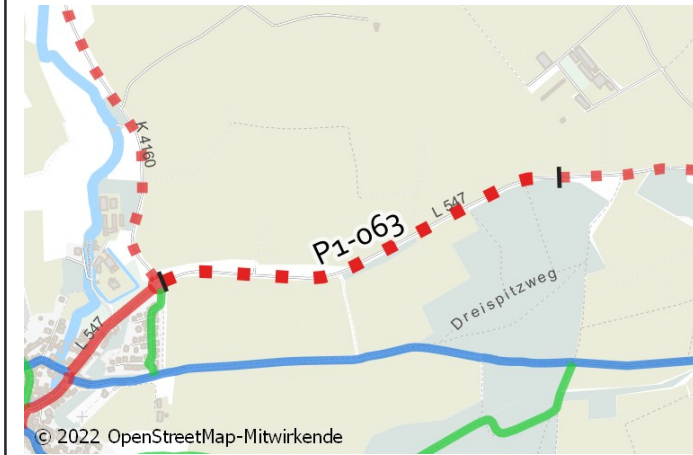 K 4160
L 547
P1-063
Dreispitzweg
L 547
© 2022 OpenStreetMap-Mitwirkende